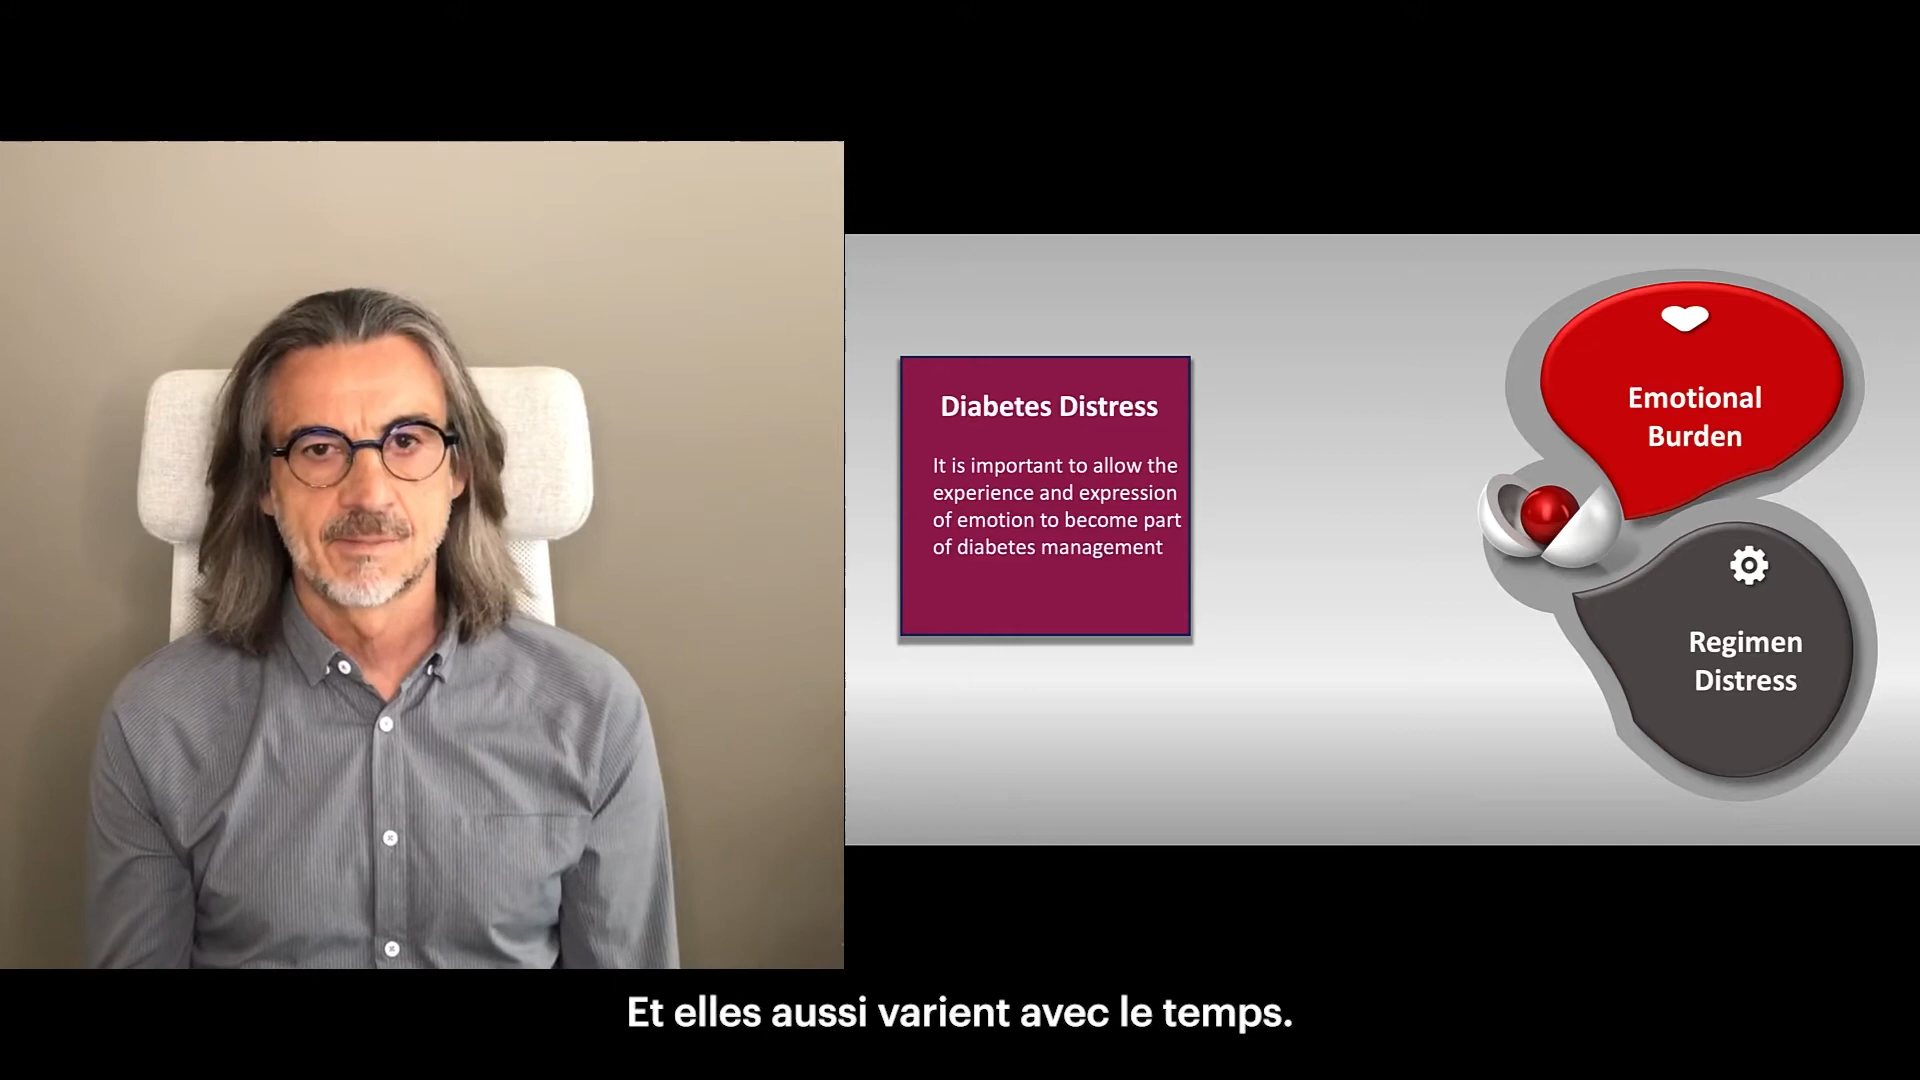 Diabetes Distress
It is important to allow the
experience and expression
of emotion to become part
of diabetes management
Emotional
Burden
Regimen
Distress
Et elles aussi varient avec le temps.